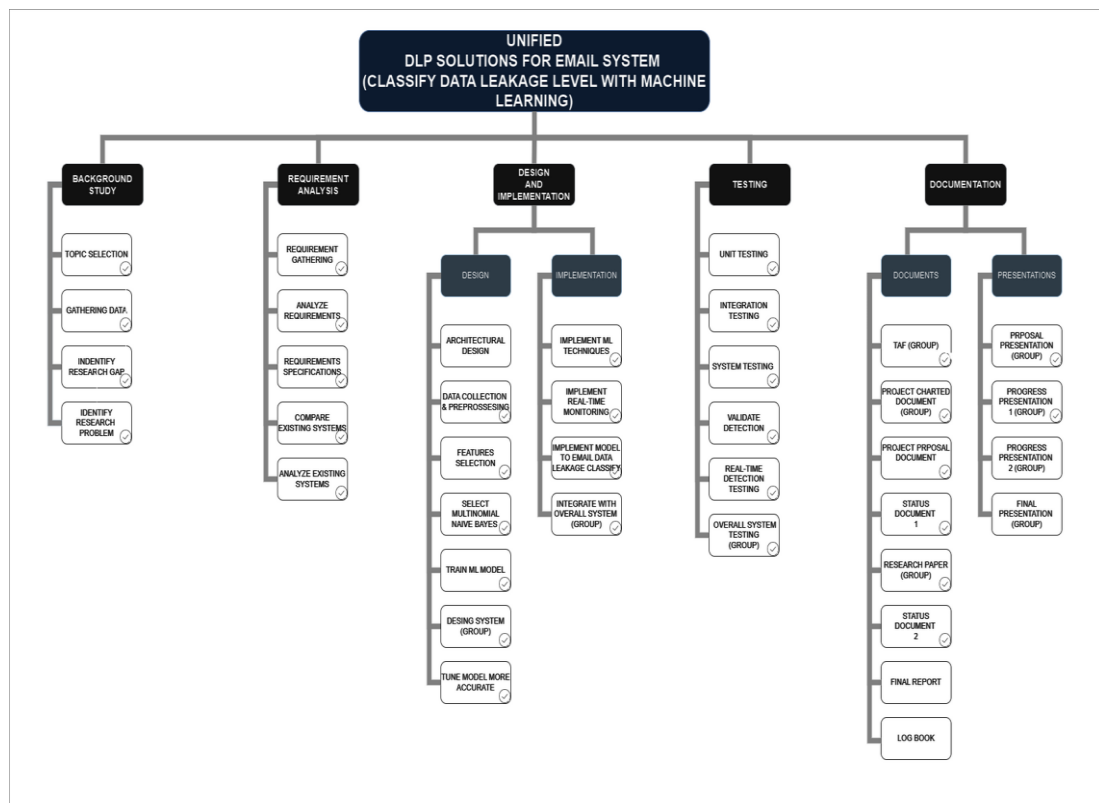 UNIFIED
DLP SOLUTIONS FOR EMAIL SYSTEM
(CLASSIFY DATA LEAKAGE LEVEL WITH MACHINE
LEARNING)
BACKGROUND
STUDY
TOPIC SELECTION
GATHERING DATA
INDENTIFY
RESEARCH GAP
IDENTIFY
RESEARCH
PROBLEM
REQUIREMENT
ANALYSIS
REQUIREMENT
GATHERING
ANALYZE
REQUIREMENTS
REQUIREMENTS
SPECIFICATIONS
COMPARE
EXISTING SYSTEMS
ANALYZE EXISTING
SYSTEMS
DESIGN
AND
IMPLEMENTATION
DESIGN
ARCHITECTURAL
DESIGN
DATA COLLECTION
& PREPROSSESING
FEATURES
SELECTION
SELECT
MULTINOMIAL
NAIVE BAYES
TRAIN ML MODEL
DESING SYSTEM
(GROUP)
TUNE MODEL MORE
ACCURATE
IMPLEMENTATION
IMPLEMENT ML
TECHNIQUES
IMPLEMENT
REAL-TIME
MONITORING
IMPLEMENT MODEL
TO EMAIL DATA
LEAKAGE CLASSIFY
INTEGRATE WITH
OVERALL SYSTEM
(GROUP)
TESTING
UNIT TESTING
INTEGRATION
TESTING
SYSTEM TESTING
VALIDATE
DETECTION
REAL-TIME
DETECTION
TESTING
OVERALL SYSTEM
TESTING
(GROUP)
DOCUMENTATION
DOCUMENTS
TAF (GROUP)
PROJECT CHARTED
DOCUMENT
(GROUP)
PROJECT PRPOSAL
DOCUMENT
STATUS
DOCUMENT
1
RESEARCH PAPER
(GROUP)
STATUS
DOCUMENT
2
FINAL REPORT
LOG BOOK
PRESENTATIONS
PRPOSAL
PRESENTATION
(GROUP)
PROGRESS
PRESENTATION
1 (GROUP)
PROGRESS
PRESENTATION
2 (GROUP)
FINAL
PRESENTATION
(GROUP)